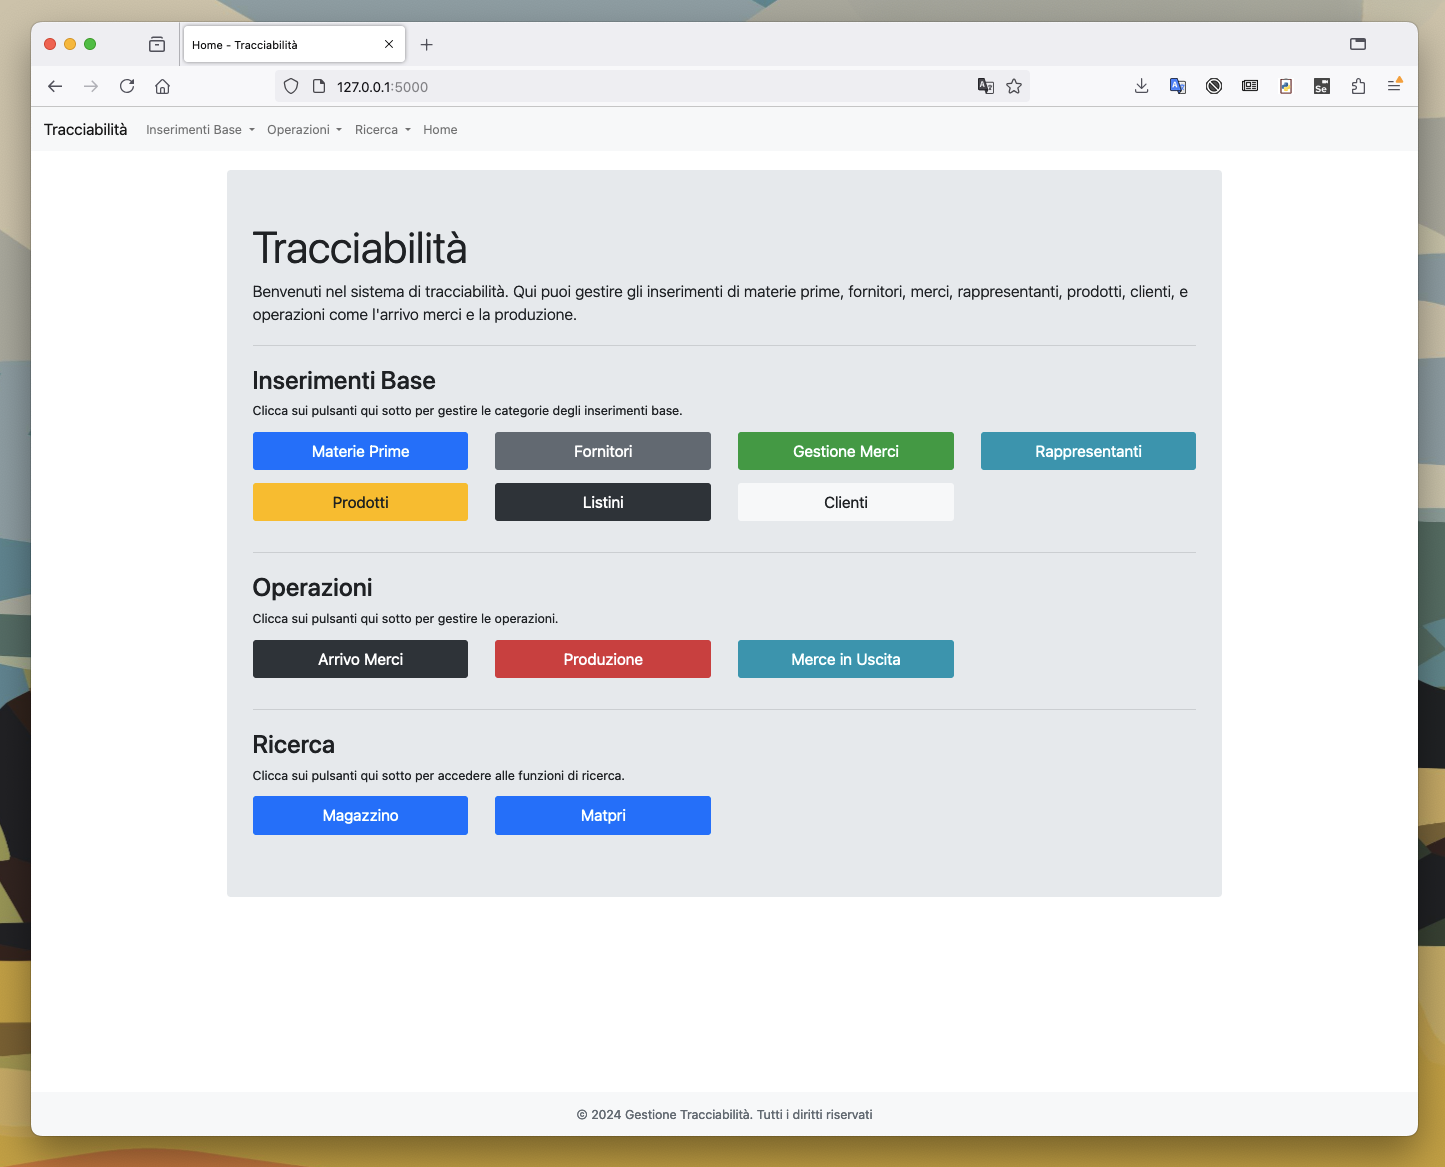 Home - Tracciabilità
127.0.0.1:5000
Se
Tracciabilità Inserimenti Base Operazioni Ricerca Home
Tracciabilità
Benvenuti nel sistema di tracciabilità. Qui puoi gestire gli inserimenti di materie prime, fornitori, merci, rappresentanti, prodotti, clienti, e
operazioni come l'arrivo merci e la produzione.
Inserimenti Base
Clicca sui pulsanti qui sotto per gestire le categorie degli inserimenti base.
Materie Prime Fornitori Gestione Merci Rappresentanti
Prodotti Listini Clienti
Operazioni
Clicca sui pulsanti qui sotto per gestire le operazioni.
Arrivo Merci Produzione Merce in Uscita
Ricerca
Clicca sui pulsanti qui sotto per accedere alle funzioni di ricerca.
Magazzino Matpri
© 2024 Gestione Tracciabilità. Tutti i diritti riservati